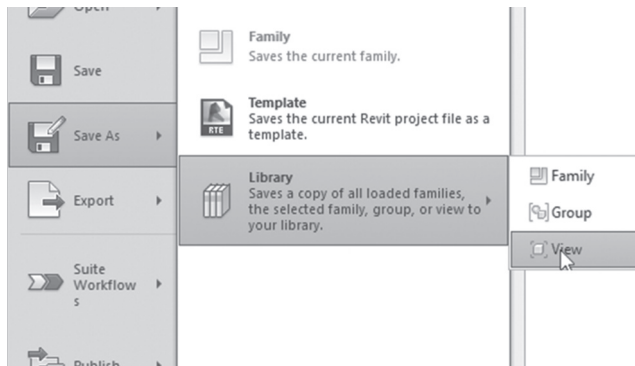 Open
Save
Save As
Export
Suite
Workflow
s
Publish
Family
Saves the current family.
RTE
Template
Saves the current Revit project file as a
template.
Library
Saves a copy of all loaded families,
the selected family, group, or view to
your library.
Family
Group
View